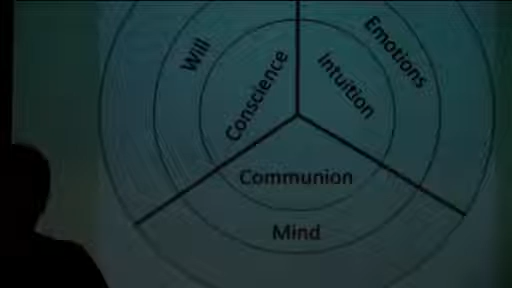 Will
Emotions
Conscience
Intuition
Communion
Mind